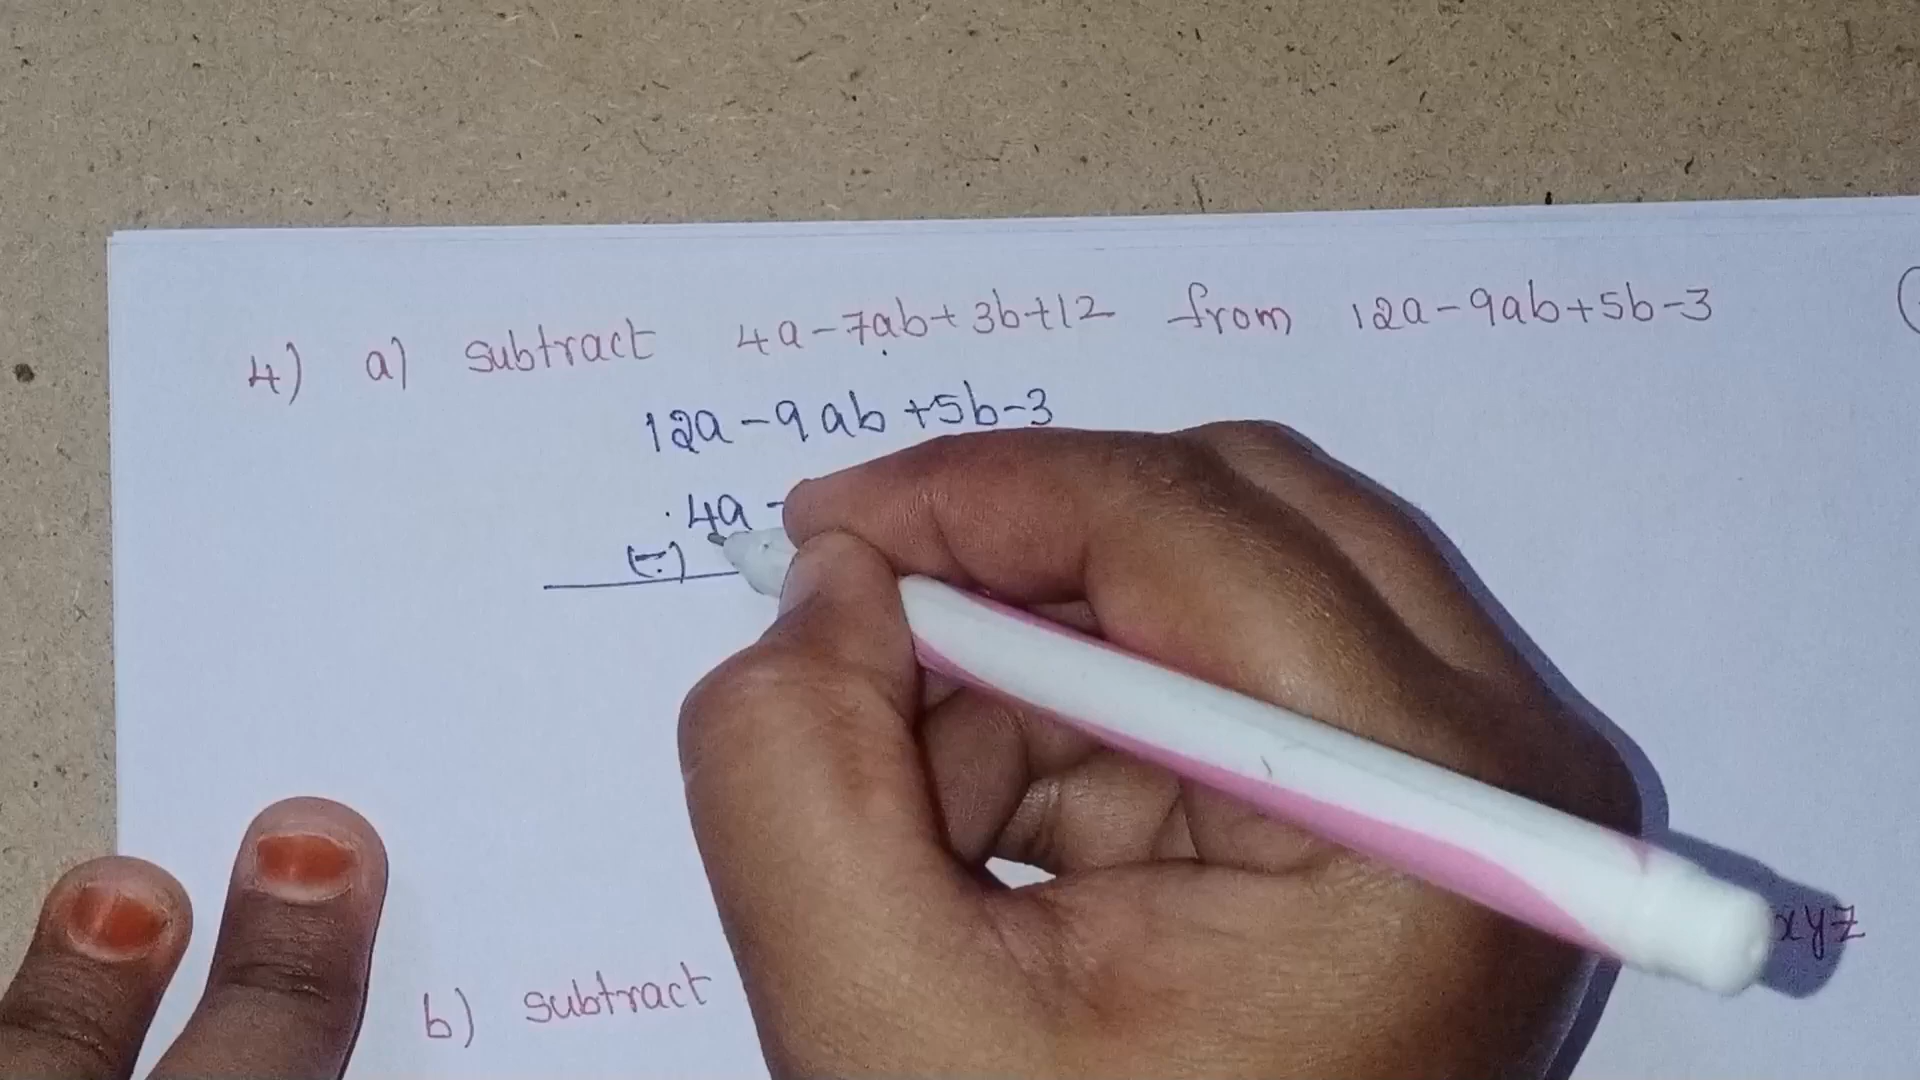 4) a) subtract 4a-7ab+3b+12 from 12a-9ab+5b-3
12a-9ab+5b-3
4a -
(-)
b) subtract xyz